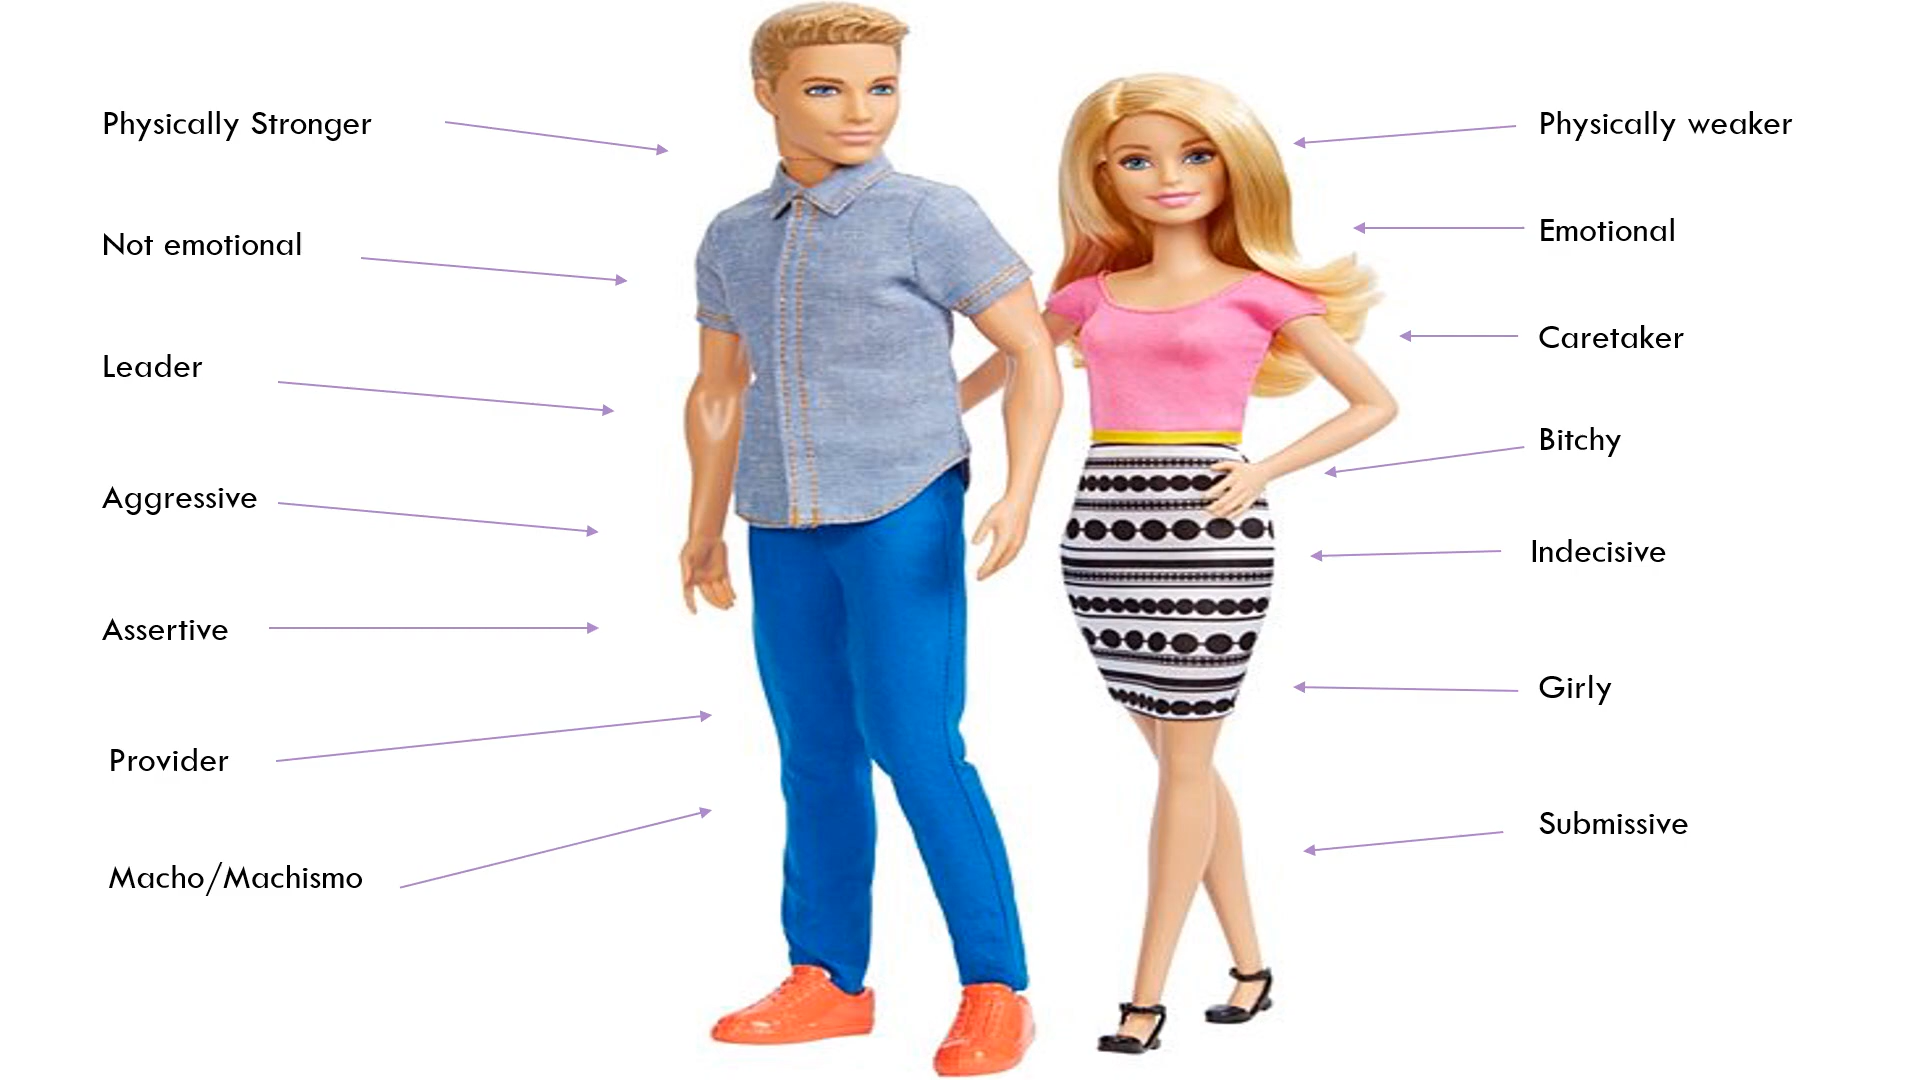 Physically Stronger
Not emotional
Leader
Aggressive
Assertive
Provider
Macho/Machismo
Physically weaker
Emotional
Caretaker
Bitchy
Indecisive
Girly
Submissive